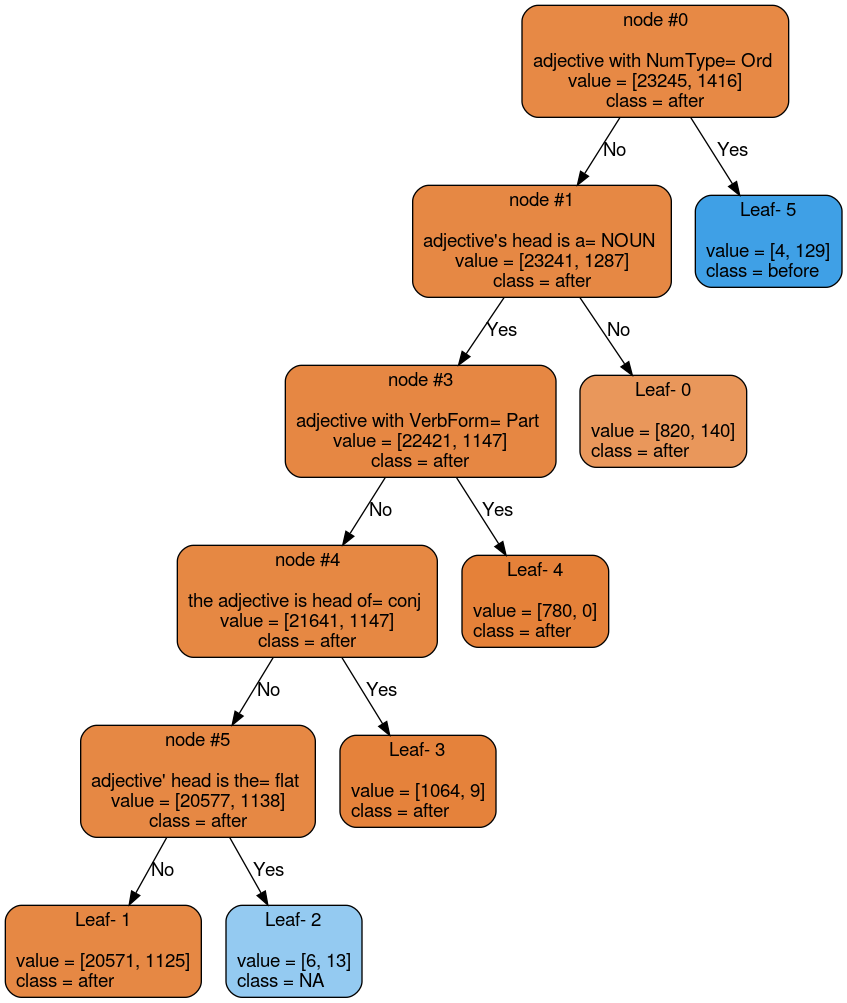 node #0
adjective with NumType= Ord
value = [23245, 1416]
class = after
No
Yes
node #1
adjective's head is a= NOUN
value = [23241, 1287]
class = after
Leaf- 5
value = [4, 129]
class = before
Yes
No
node #3
adjective with VerbForm= Part
value = [22421, 1147]
class = after
Leaf- 0
value = [820, 140]
class = after
No
Yes
node #4
the adjective is head of= conj
value = [21641, 1147]
class = after
Leaf- 4
value = [780, 0]
class = after
No
Yes
node #5
adjective' head is the= flat
value = [20577, 1138]
class = after
Leaf- 3
value = [1064, 9]
class = after
No
Yes
Leaf- 1
value = [20571, 1125]
class = after
Leaf- 2
value = [6, 13]
class = NA